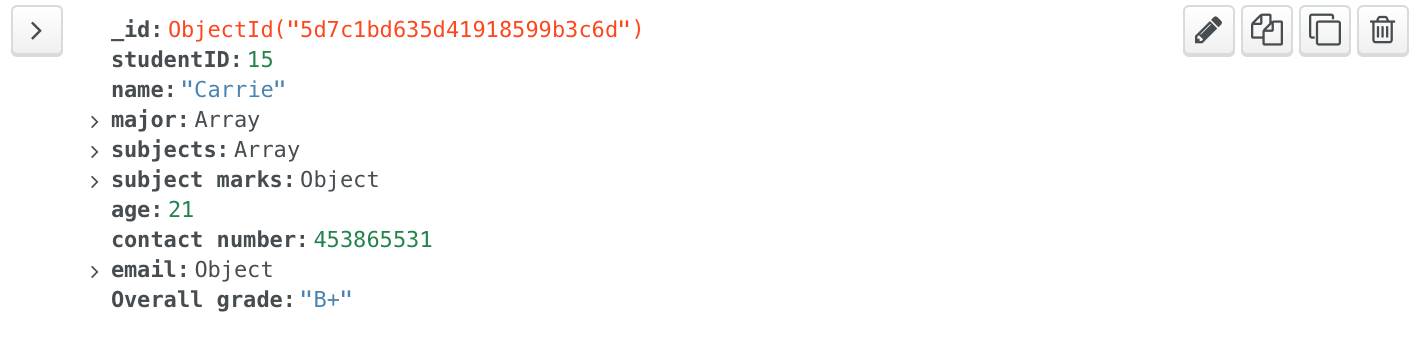 _id: ObjectId("5d7c1bd635d41918599b3c6d")
studentID: 15
name: "Carrie"
major: Array
subjects: Array
subject marks: Object
age: 21
contact number: 453865531
email: Object
Overall grade: "B+"